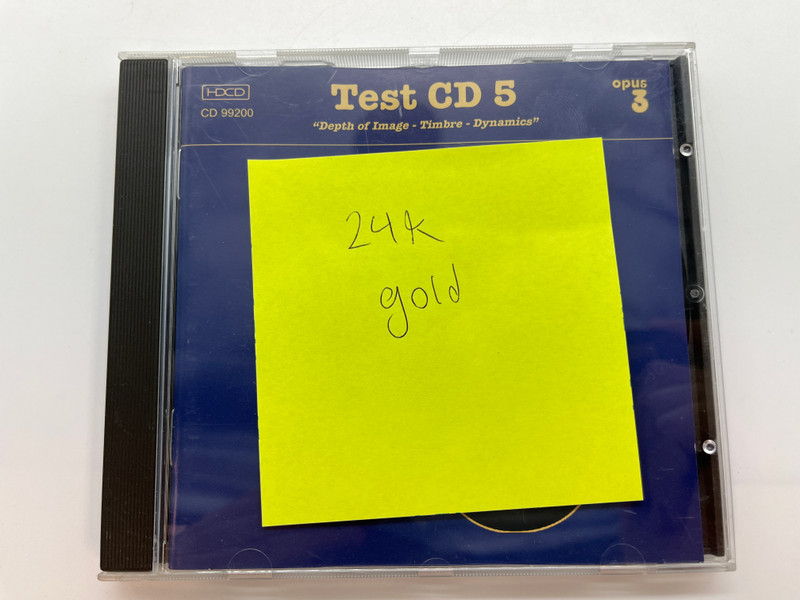 HDCD
CD 99200
Test CD 5
"Depth of Image - Timbre - Dynamics"
opus
3
24k
gold